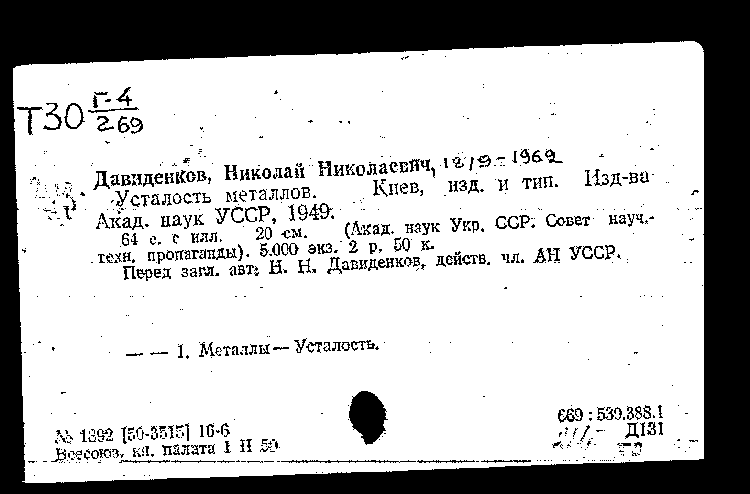 Т30 Г-4
269
Давиденков, Николай Николаевич, 1879-1962
Усталость металлов. Киев, изд. и тип. Изд-ва
Акад. наук УССР, 1949.
64 с. с илл. 20 см. (Акад. наук Укр. ССР. Совет науч.-
техн. пропаганды). 5.000 экз. 2 р. 50 к.
Перед загл. авт: Н. Н. Давиденков, действ. чл. АН УССР.
— — 1. Металлы — Усталость.
669 : 539.388.1
№ 1392 [50-3515] 16-6
Д131
Всесоюз. кн. палата 1 II 50